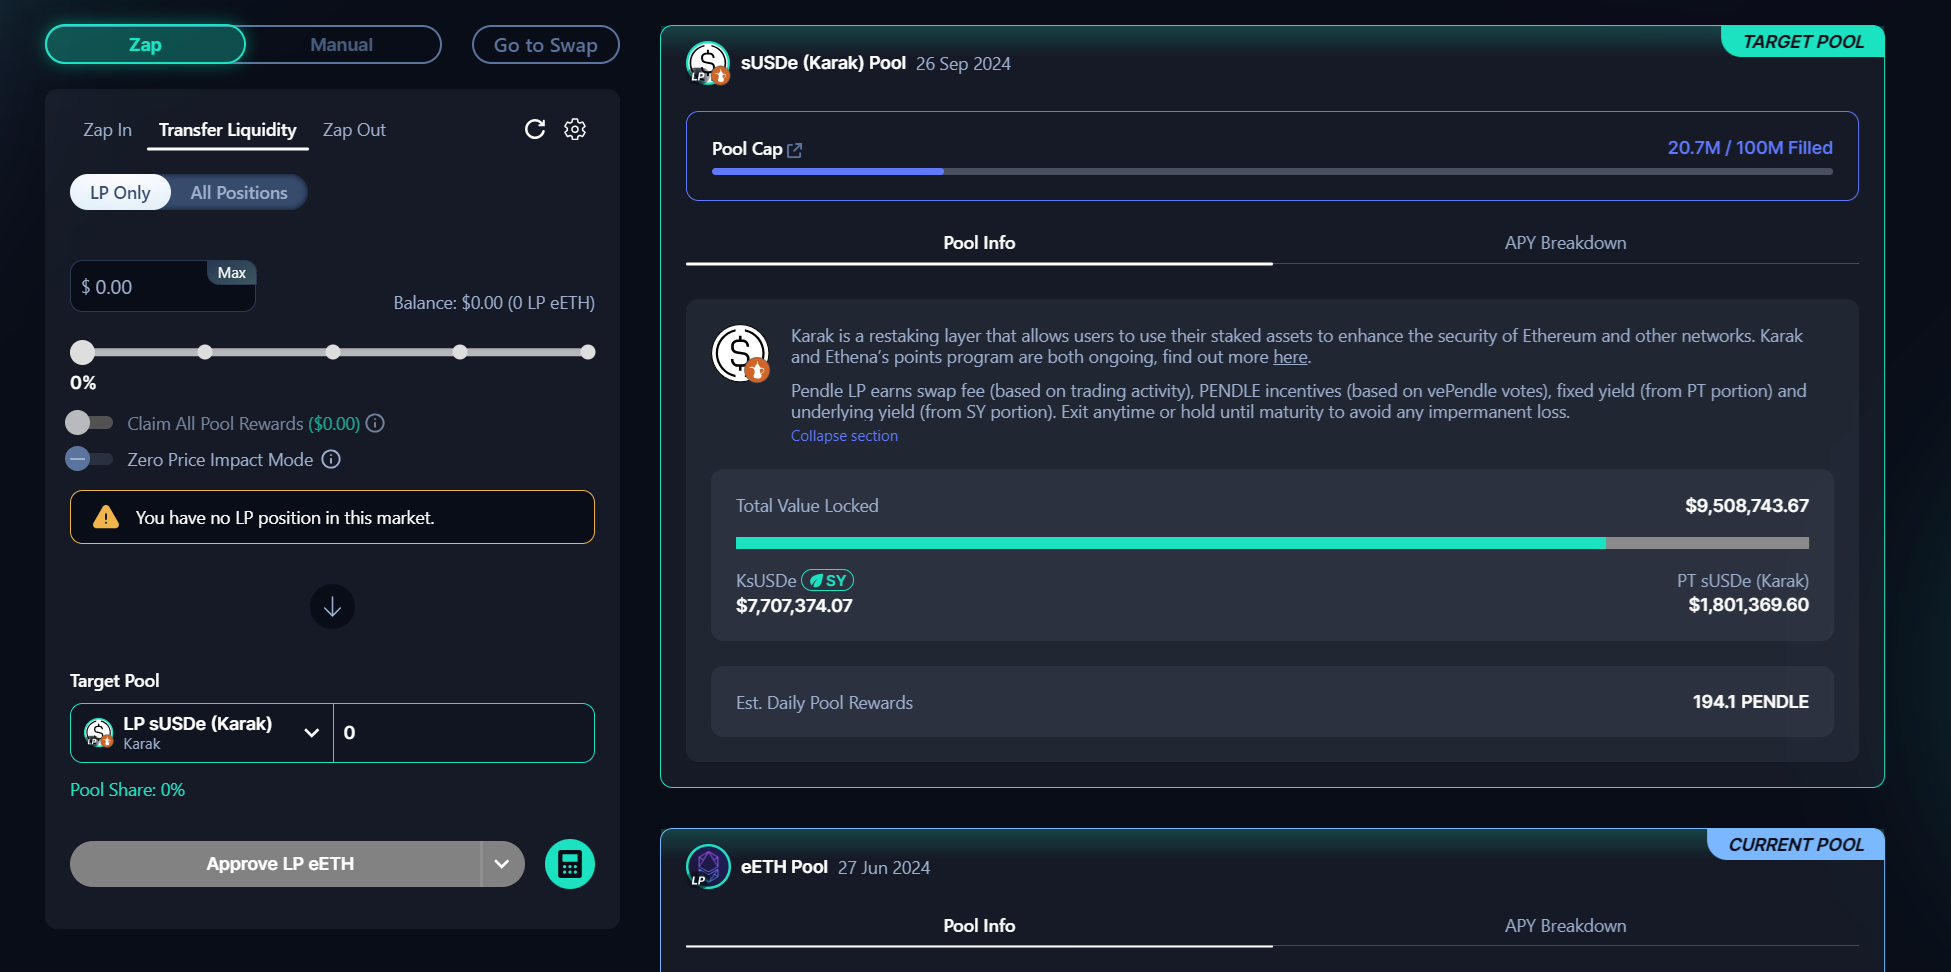 Zap
Manual
Go to Swap
Zap In
Transfer Liquidity
Zap Out
LP Only
All Positions
$ 0.00
Max
Balance: $0.00 (0 LP eETH)
0%
Claim All Pool Rewards ($0.00)
Zero Price Impact Mode
You have no LP position in this market.
Target Pool
LP
LP sUSDe (Karak)
Karak
0
Pool Share: 0%
Approve LP eETH
TARGET POOL
LP
sUSDe (Karak) Pool 26 Sep 2024
Pool Cap
20.7M / 100M Filled
Pool Info
APY Breakdown
Karak is a restaking layer that allows users to use their staked assets to enhance the security of Ethereum and other networks. Karak
and Ethena’s points program are both ongoing, find out more here.
Pendle LP earns swap fee (based on trading activity), PENDLE incentives (based on vePendle votes), fixed yield (from PT portion) and
underlying yield (from SY portion). Exit anytime or hold until maturity to avoid any impermanent loss.
Collapse section
Total Value Locked
$9,508,743.67
KsUSDe SY
$7,707,374.07
PT sUSDe (Karak)
$1,801,369.60
Est. Daily Pool Rewards
194.1 PENDLE
CURRENT POOL
LP
eETH Pool 27 Jun 2024
Pool Info
APY Breakdown